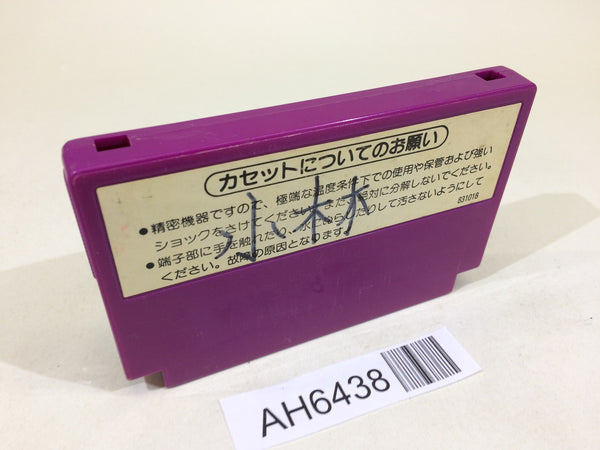 カセットについてのお願い
●精密機器ですので、極端な温度条件下での使用や保管および強い
ショックをさけてください。また、絶対に分解しないでください。
●端子部に手を触れたり、水にぬらしたりして汚さないようにして
ください。故障の原因となります。
831018
小林
AH6438